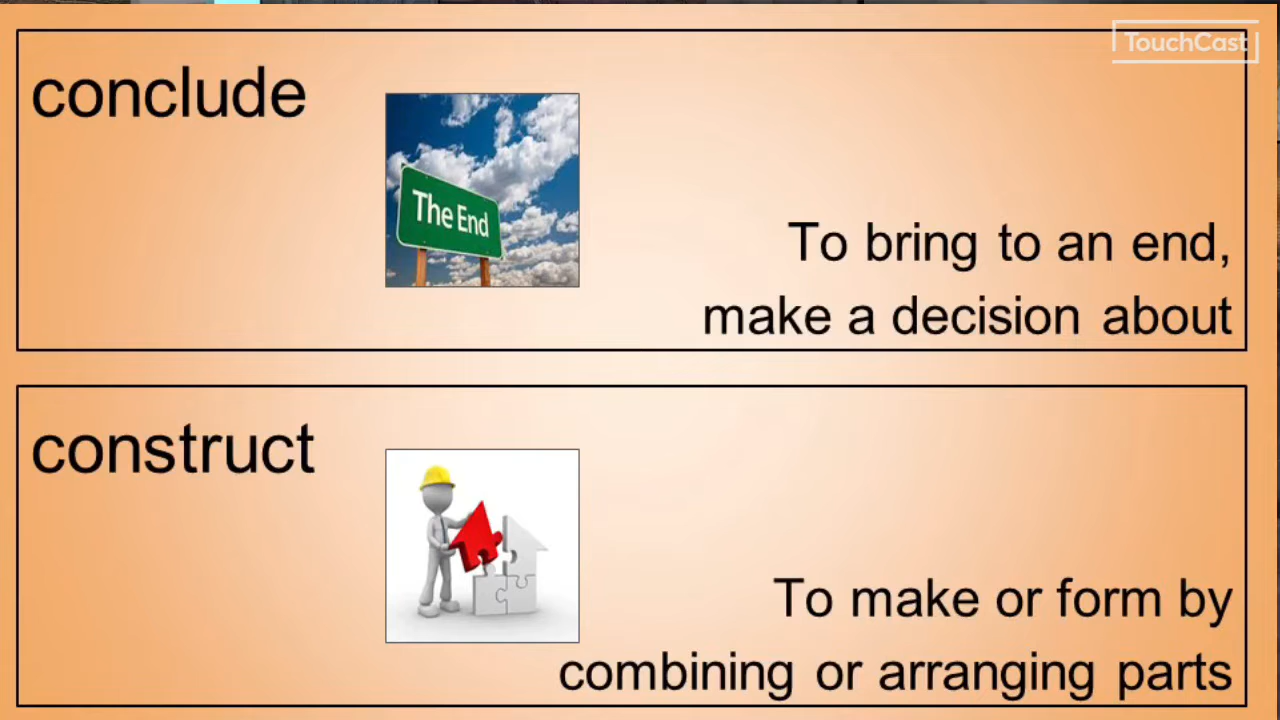 TouchCast
conclude
The End
To bring to an end,
make a decision about
construct
To make or form by
combining or arranging parts